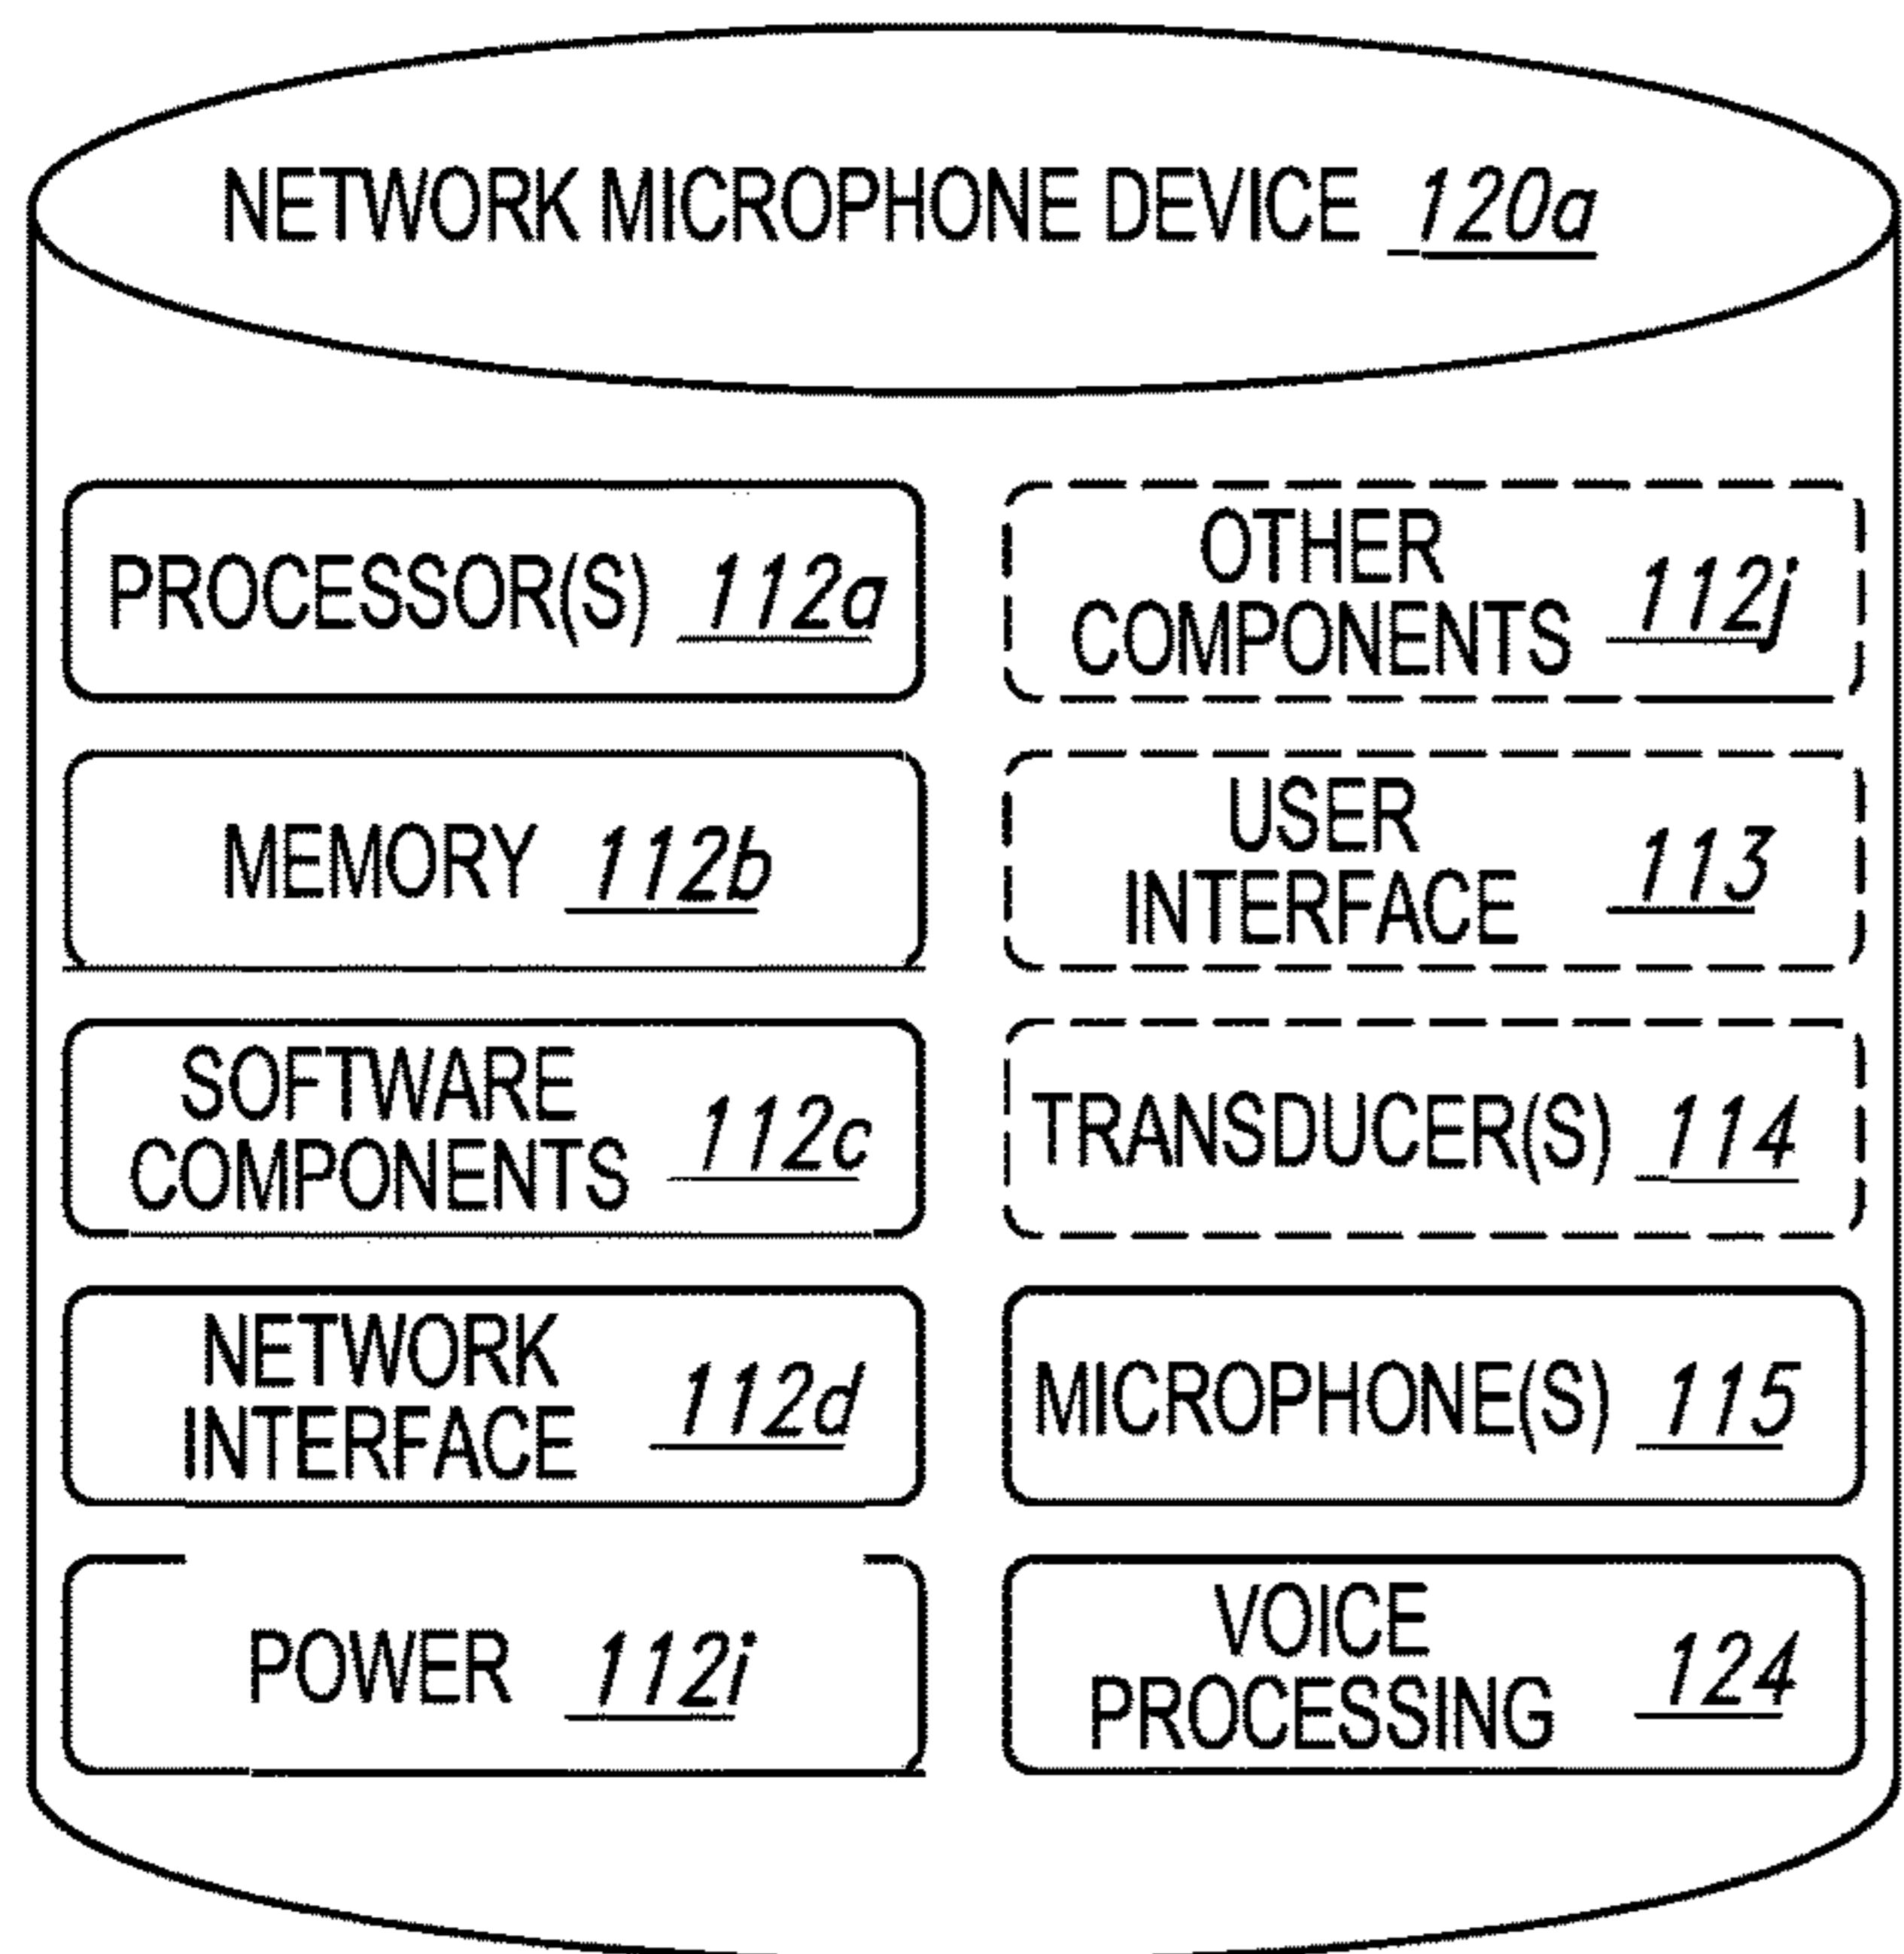 NETWORK MICROPHONE DEVICE 120a
PROCESSOR(S) 112a
MEMORY 112b
SOFTWARE
COMPONENTS 112c
NETWORK
INTERFACE 112d
POWER 112i
OTHER
COMPONENTS 112j
USER
INTERFACE 113
TRANSDUCER(S) 114
MICROPHONE(S) 115
VOICE
PROCESSING 124